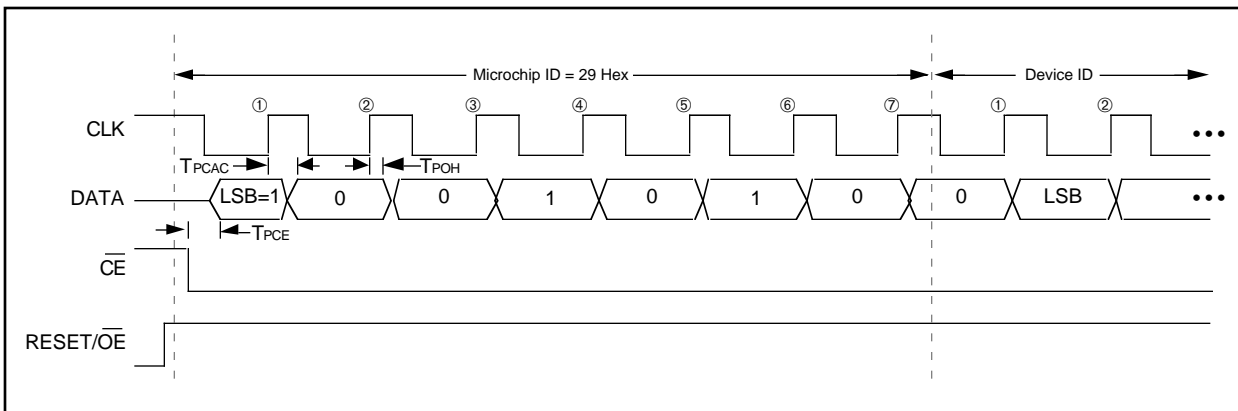 Microchip ID = 29 Hex Device ID
① ② ③ ④ ⑤ ⑥ ⑦ ① ②
CLK •••
TPCAC TPOH
DATA LSB=1 0 0 1 0 1 0 0 LSB •••
TPCE
CE
RESET/OE